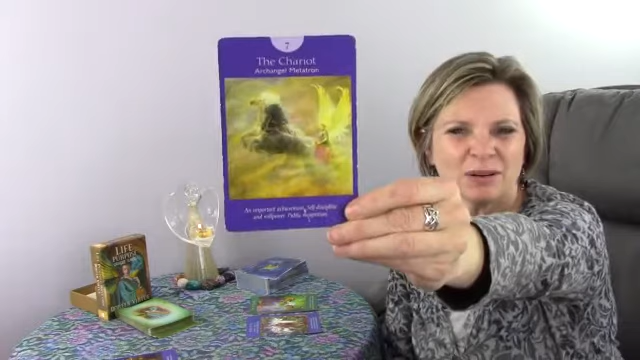 7
The Chariot
Archangel Metatron
An important achievement. Self-discipline
and willpower. Public recognition.
LIFE
PURPOSE